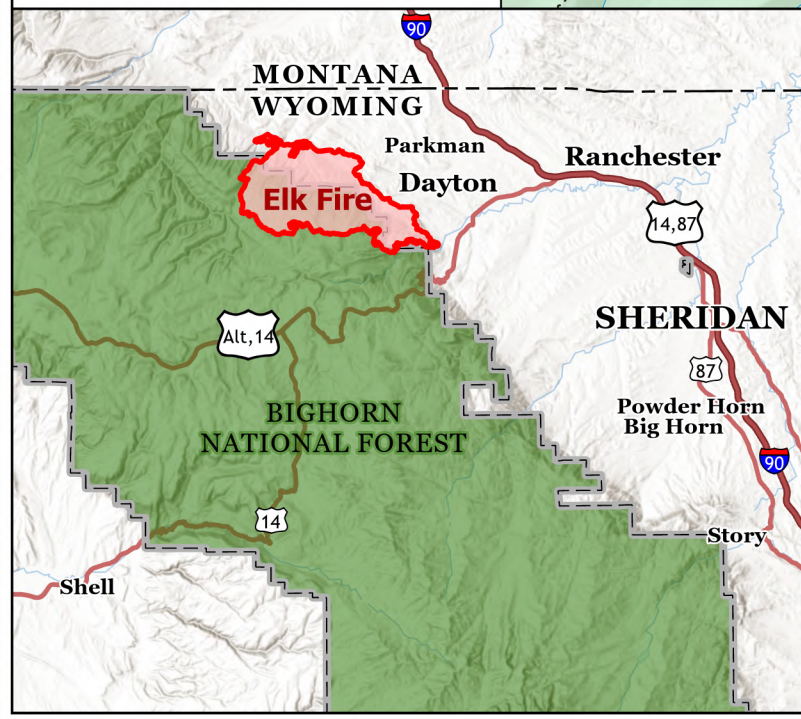 90
MONTANA
WYOMING
Parkman
Ranchester
Dayton
Elk Fire
14,87
SHERIDAN
Alt,14
87
Powder Horn
Big Horn
BIGHORN
NATIONAL FOREST
90
14
Story
Shell